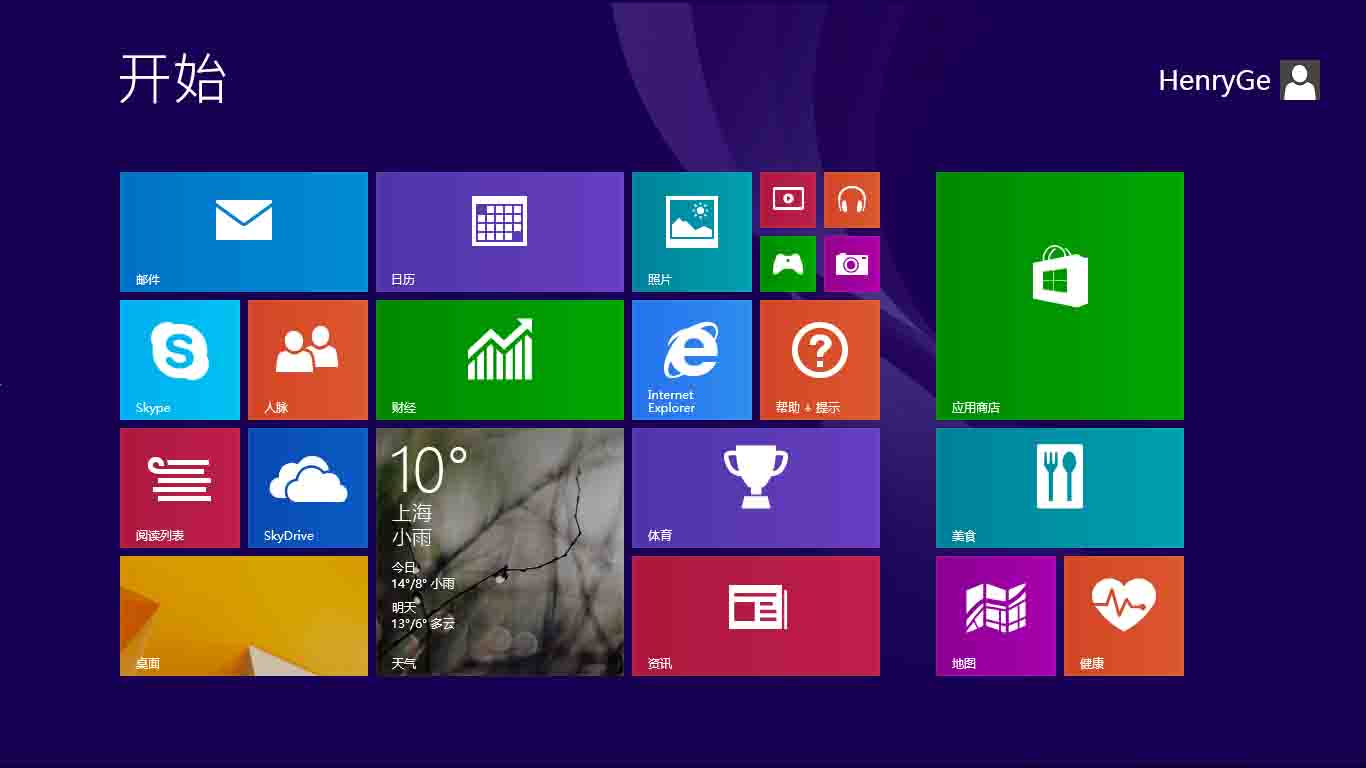 开始
HenryGe
邮件
日历
照片
应用商店
Skype
人脉
财经
Internet
Explorer
帮助 + 提示
阅读列表
SkyDrive
10°
上海
小雨
今日
14°/8° 小雨
明天
13°/6° 多云
天气
体育
美食
桌面
资讯
地图
健康